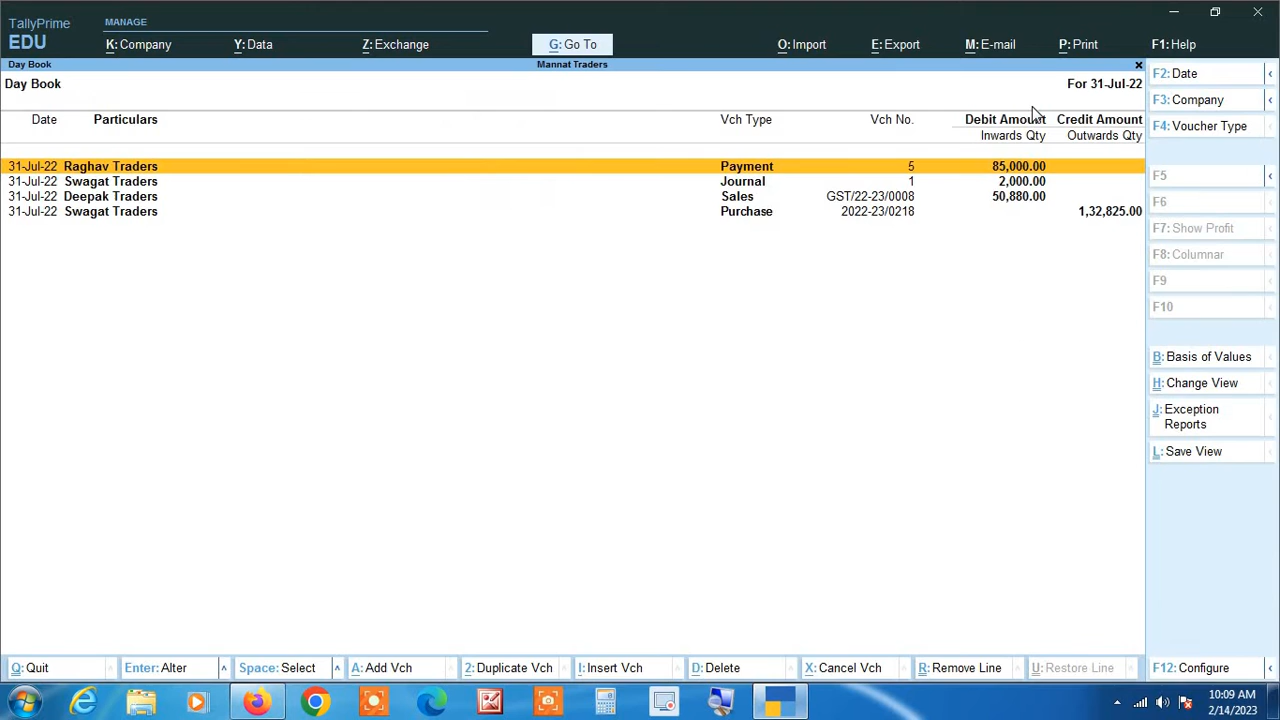 TallyPrime
MANAGE
EDU
K: Company
Y: Data
Z: Exchange
G: Go To
O: Import
E: Export
M: E-mail
P: Print
F1: Help
Day Book
Mannat Traders
Day Book
For 31-Jul-22
Date
Particulars
Vch Type
Vch No.
Debit Amount
Credit Amount
Inwards Qty
Outwards Qty
31-Jul-22 Raghav Traders Payment 5 85,000.00
31-Jul-22 Swagat Traders Journal 1 2,000.00
31-Jul-22 Deepak Traders Sales GST/22-23/0008 50,880.00
31-Jul-22 Swagat Traders Purchase 2022-23/0218 1,32,825.00
F2: Date
F3: Company
F4: Voucher Type
F5
F6
F7: Show Profit
F8: Columnar
F9
F10
B: Basis of Values
H: Change View
J: Exception
Reports
L: Save View
Q: Quit
Enter: Alter
Space: Select
A: Add Vch
2: Duplicate Vch
I: Insert Vch
D: Delete
X: Cancel Vch
R: Remove Line
U: Restore Line
F12: Configure
10:09 AM
2/14/2023